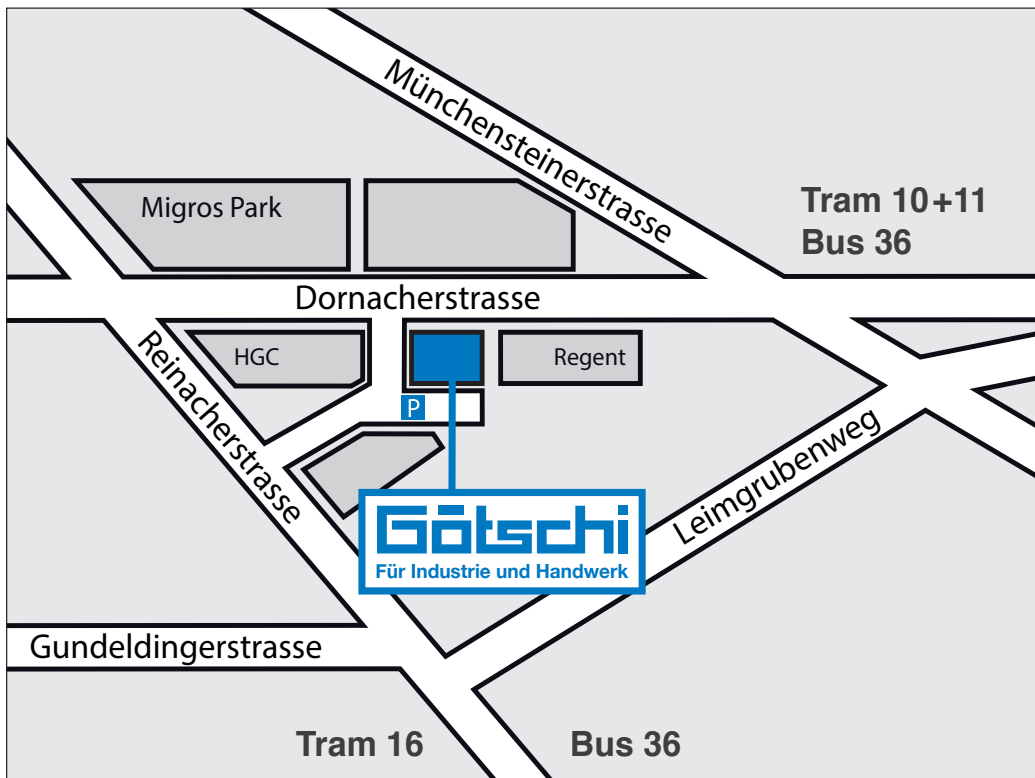 Münchensteinerstrasse
Migros Park
Tram 10+11
Bus 36
Dornacherstrasse
Reinacherstrasse
HGC
Regent
P
Leimgrubenweg
Götschi
Für Industrie und Handwerk
Gundeldingerstrasse
Tram 16
Bus 36